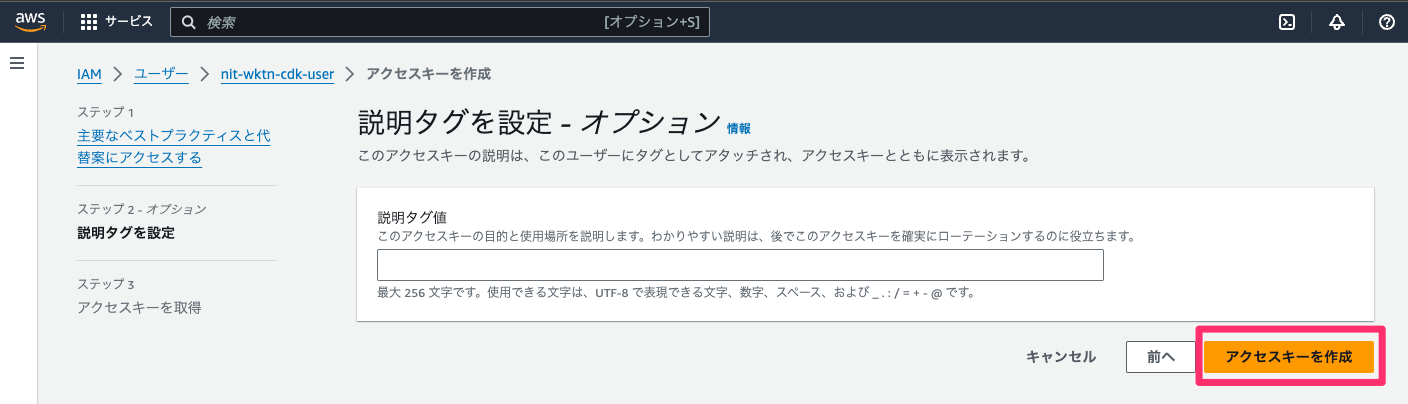 aws サービス 検索 [オプション+S]
IAM > ユーザー > nit-wktn-cdk-user > アクセスキーを作成
ステップ 1
主要なベストプラクティスと代
替案にアクセスする
ステップ 2 - オプション
説明タグを設定
ステップ 3
アクセスキーを取得
説明タグを設定 - オプション 情報
このアクセスキーの説明は、このユーザーにタグとしてアタッチされ、アクセスキーとともに表示されます。
説明タグ値
このアクセスキーの目的と使用場所を説明します。わかりやすい説明は、後でこのアクセスキーを確実にローテーションするのに役立ちます。
最大 256 文字です。使用できる文字は、UTF-8 で表現できる文字、数字、スペース、および _ . : / = + - @ です。
キャンセル 前へ アクセスキーを作成